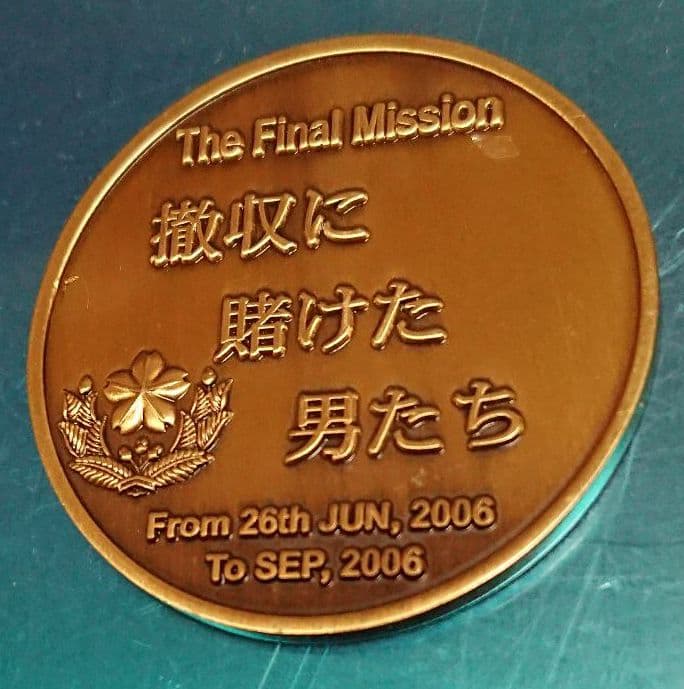 The Final Mission
撤収に
賭けた
男たち
From 26th JUN, 2006
To SEP, 2006